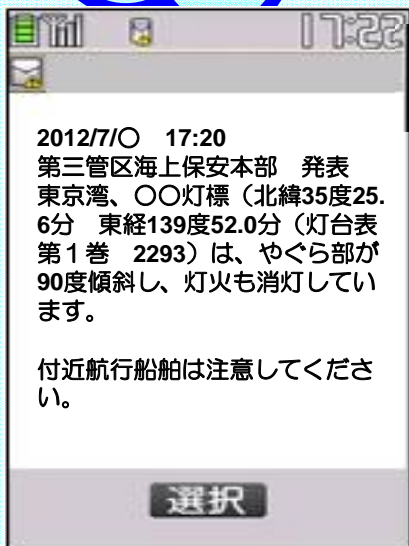 17:22
2012/7/〇　17:20
第三管区海上保安本部　発表
東京湾、〇〇灯標（北緯35度25.
6分　東経139度52.0分（灯台表
第１巻　2293）は、やぐら部が
90度傾斜し、灯火も消灯してい
ます。
付近航行船舶は注意してくださ
い。
選択